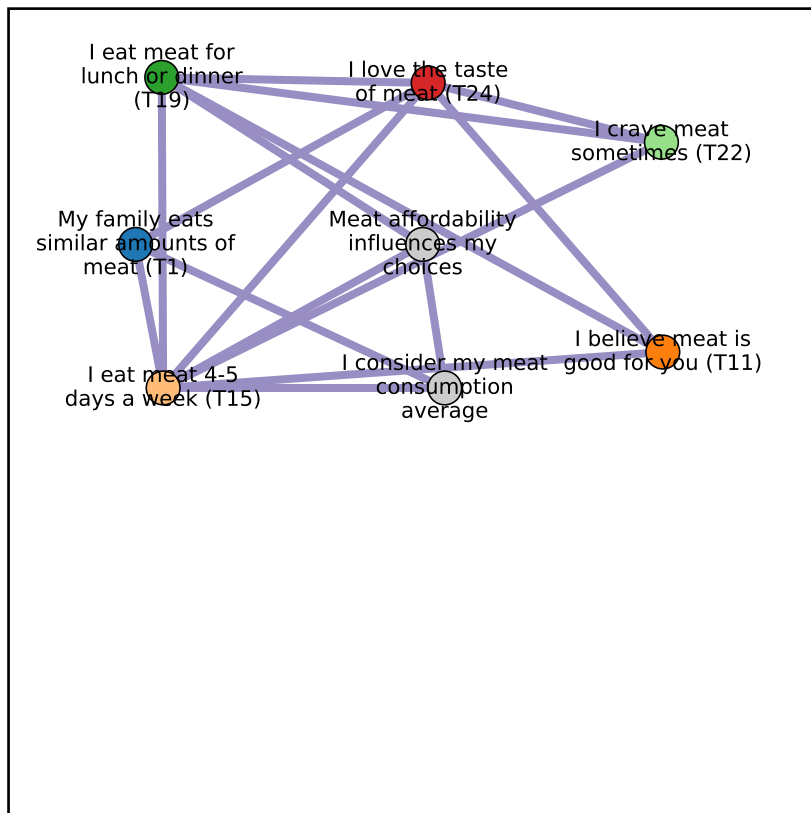 I eat meat for
lunch or dinner
(T19)
I love the taste
of meat (T24)
I crave meat
sometimes (T22)
My family eats
similar amounts of
meat (T1)
Meat affordability
influences my
choices
I believe meat is
good for you (T11)
I eat meat 4-5
days a week (T15)
I consider my meat
consumption
average